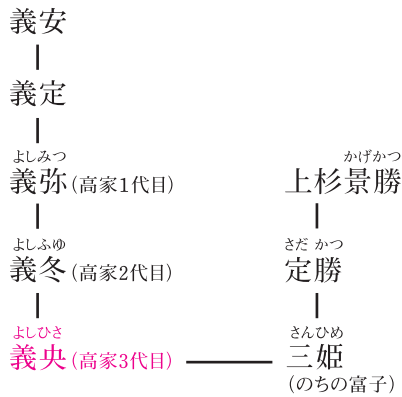 義安
義定
よしみつ
義弥(高家1代目)
よしふゆ
義冬(高家2代目)
よしひさ
義央(高家3代目)
かげかつ
上杉景勝
さだ かつ
定勝
さんひめ
三姫
(のちの富子)